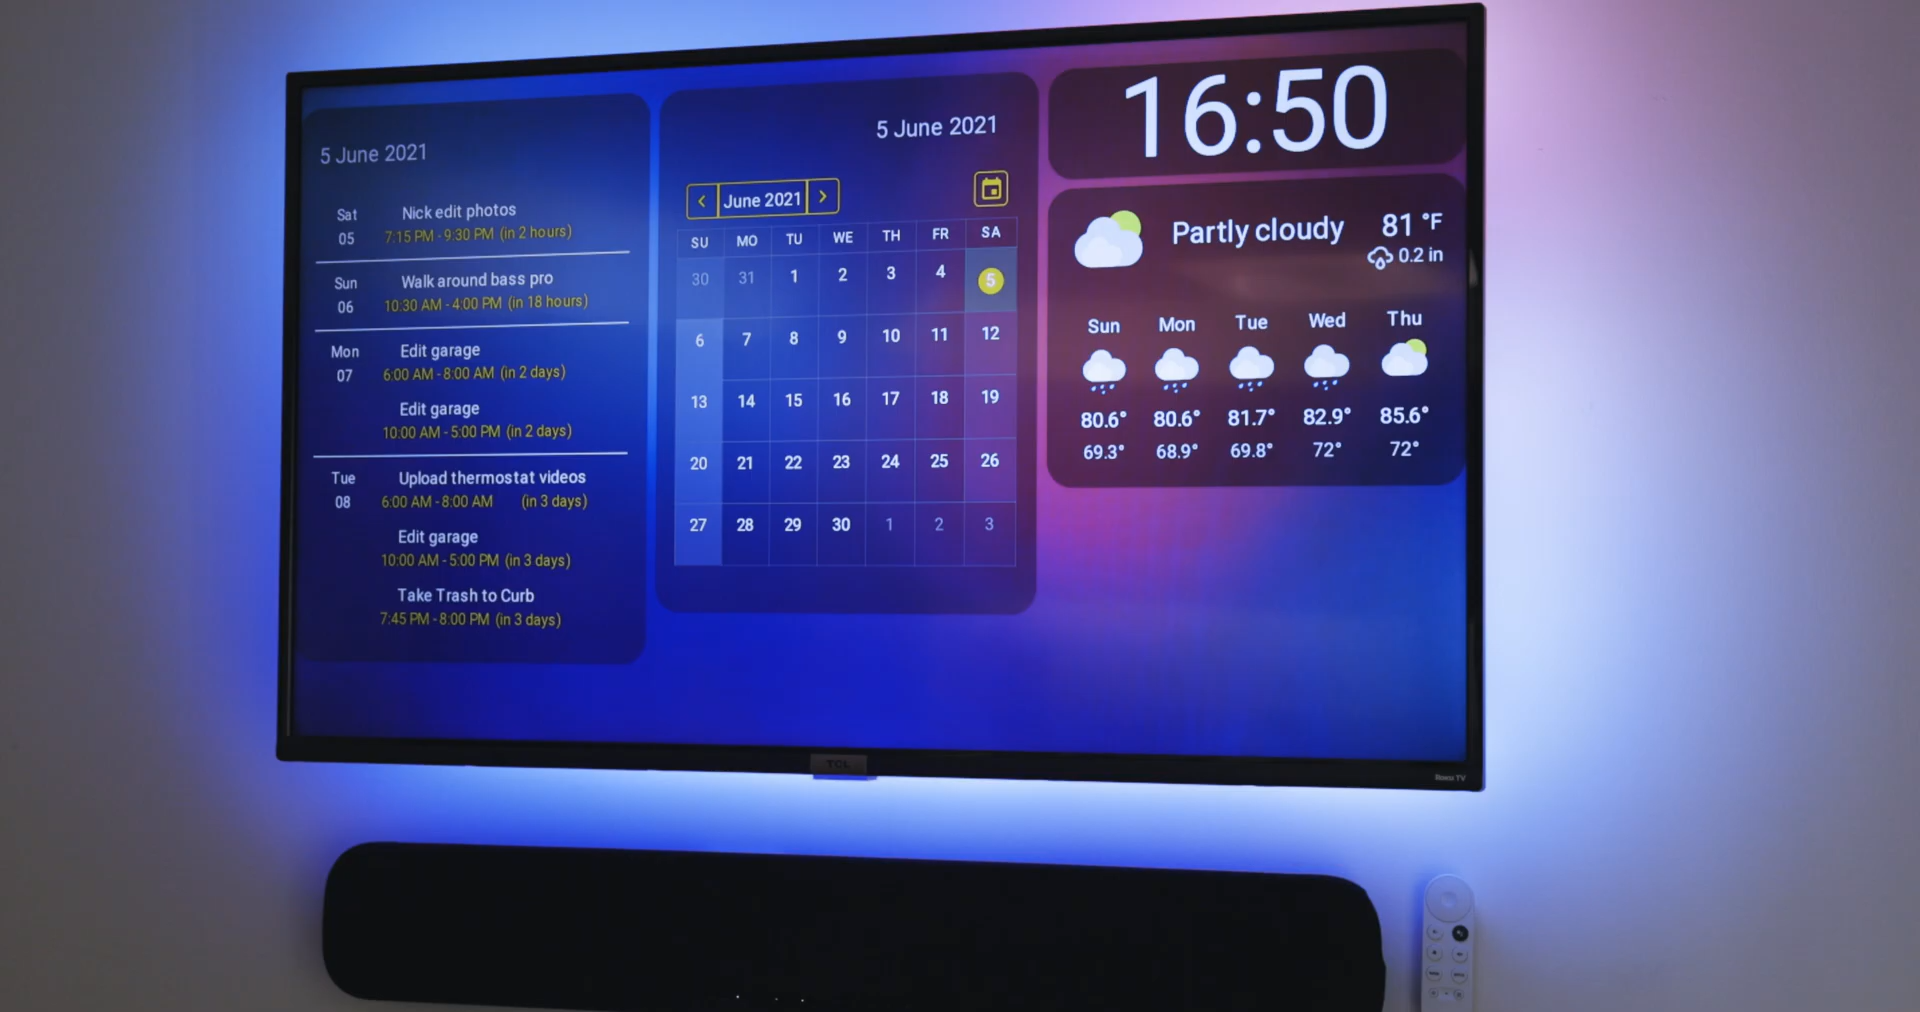 5 June 2021
Sat
05
Nick edit photos
7:15 PM - 9:30 PM (in 2 hours)
Sun
06
Walk around bass pro
10:30 AM - 4:00 PM (in 18 hours)
Mon
07
Edit garage
6:00 AM - 8:00 AM (in 2 days)
Edit garage
10:00 AM - 5:00 PM (in 2 days)
Tue
08
Upload thermostat videos
6:00 AM - 8:00 AM (in 3 days)
Edit garage
10:00 AM - 5:00 PM (in 3 days)
Take Trash to Curb
7:45 PM - 8:00 PM (in 3 days)
5 June 2021
< June 2021 >
SU MO TU WE TH FR SA
30 31 1 2 3 4 5
6 7 8 9 10 11 12
13 14 15 16 17 18 19
20 21 22 23 24 25 26
27 28 29 30 1 2 3
16:50
Partly cloudy 81 °F
0.2 in
Sun Mon Tue Wed Thu
80.6° 80.6° 81.7° 82.9° 85.6°
69.3° 68.9° 69.8° 72° 72°
TCL
Roku TV